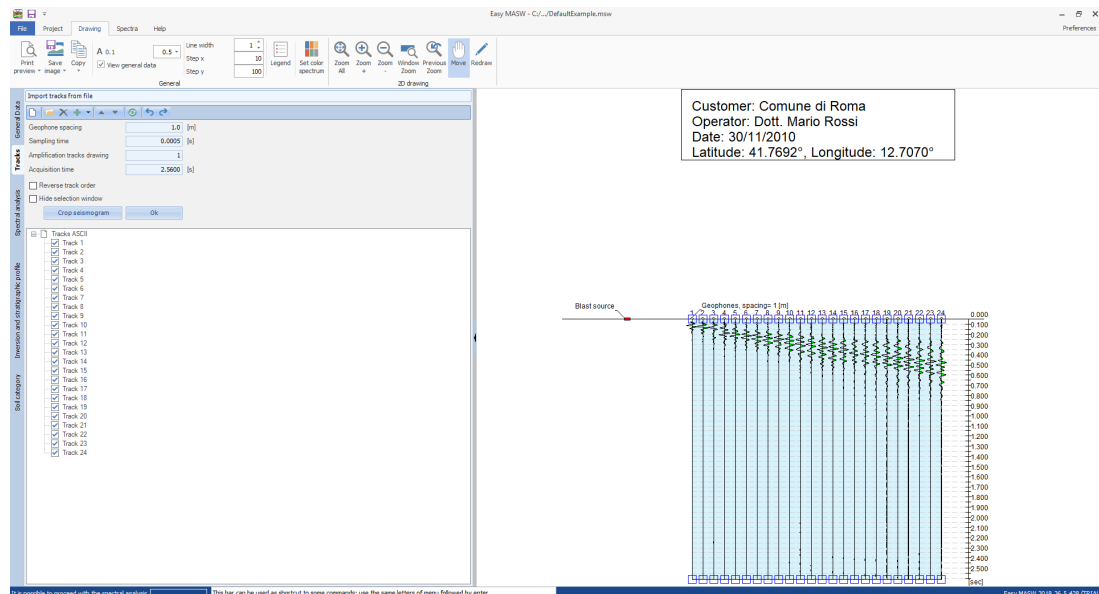 Easy MASW - C:/.../DefaultExample.msw
File Project Drawing Spectra Help
Preferences
Print preview
Save image
Copy
A 0.1
0.5
View general data
Line width 1
Step x 10
Step y 100
General
Legend
Set color spectrum
Zoom All
Zoom +
Zoom -
Window Zoom
Previous Zoom
Move
Redraw
2D drawing
General Data
Tracks
Spectral analysis
Inversion and stratigraphic profile
Soil category
Import tracks from file
Geophone spacing 1.0 [m]
Sampling time 0.0005 [s]
Amplification tracks drawing 1
Acquisition time 2.5600 [s]
Reverse track order
Hide selection window
Crop seismogram Ok
Tracks ASCII
Track 1
Track 2
Track 3
Track 4
Track 5
Track 6
Track 7
Track 8
Track 9
Track 10
Track 11
Track 12
Track 13
Track 14
Track 15
Track 16
Track 17
Track 18
Track 19
Track 20
Track 21
Track 22
Track 23
Track 24
Customer: Comune di Roma
Operator: Dott. Mario Rossi
Date: 30/11/2010
Latitude: 41.7692°, Longitude: 12.7070°
Blast source
Geophones, spacing= 1 [m]
1 2 3 4 5 6 7 8 9 10 11 12 13 14 15 16 17 18 19 20 21 22 23 24
0.000
0.100
0.200
0.300
0.400
0.500
0.600
0.700
0.800
0.900
1.000
1.100
1.200
1.300
1.400
1.500
1.600
1.700
1.800
1.900
2.000
2.100
2.200
2.300
2.400
2.500
[sec]
It is possible to proceed with the spectral analysis
This bar can be used as shortcut to some commands: use the same letters of menu followed by enter